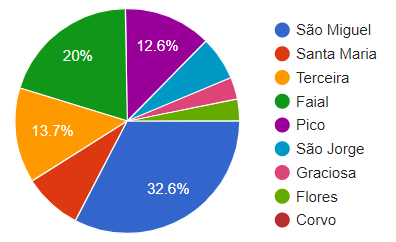 20%
12.6%
13.7%
32.6%
São Miguel
Santa Maria
Terceira
Faial
Pico
São Jorge
Graciosa
Flores
Corvo